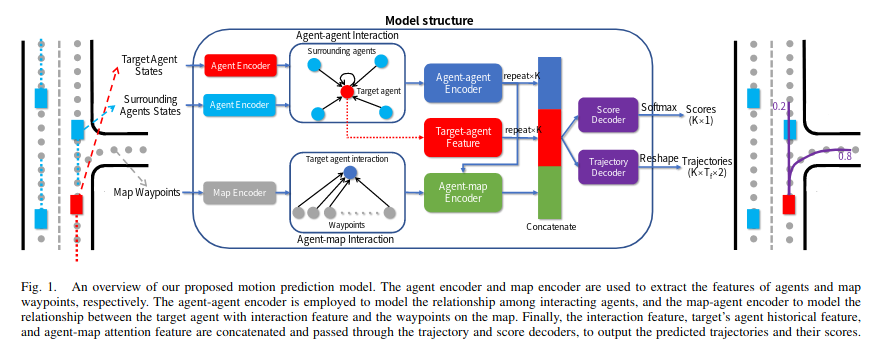 Model structure
Agent-agent Interaction
Target Agent
States
Surrounding
Agents States
Map Waypoints
Agent Encoder
Agent Encoder
Map Encoder
Surrounding agents
Target agent
Target agent interaction
Waypoints
Agent-map Interaction
Agent-agent
Encoder
Target-agent
Feature
Agent-map
Encoder
repeat×K
repeat×K
Concatenate
Score
Decoder
Trajectory
Decoder
Softmax
Reshape
Scores
(K×1)
Trajectories
(K×Tf×2)
0.2
0.8
Fig. 1. An overview of our proposed motion prediction model. The agent encoder and map encoder are used to extract the features of agents and map
waypoints, respectively. The agent-agent encoder is employed to model the relationship among interacting agents, and the map-agent encoder to model the
relationship between the target agent with interaction feature and the waypoints on the map. Finally, the interaction feature, target's agent historical feature,
and agent-map attention feature are concatenated and passed through the trajectory and score decoders, to output the predicted trajectories and their scores.